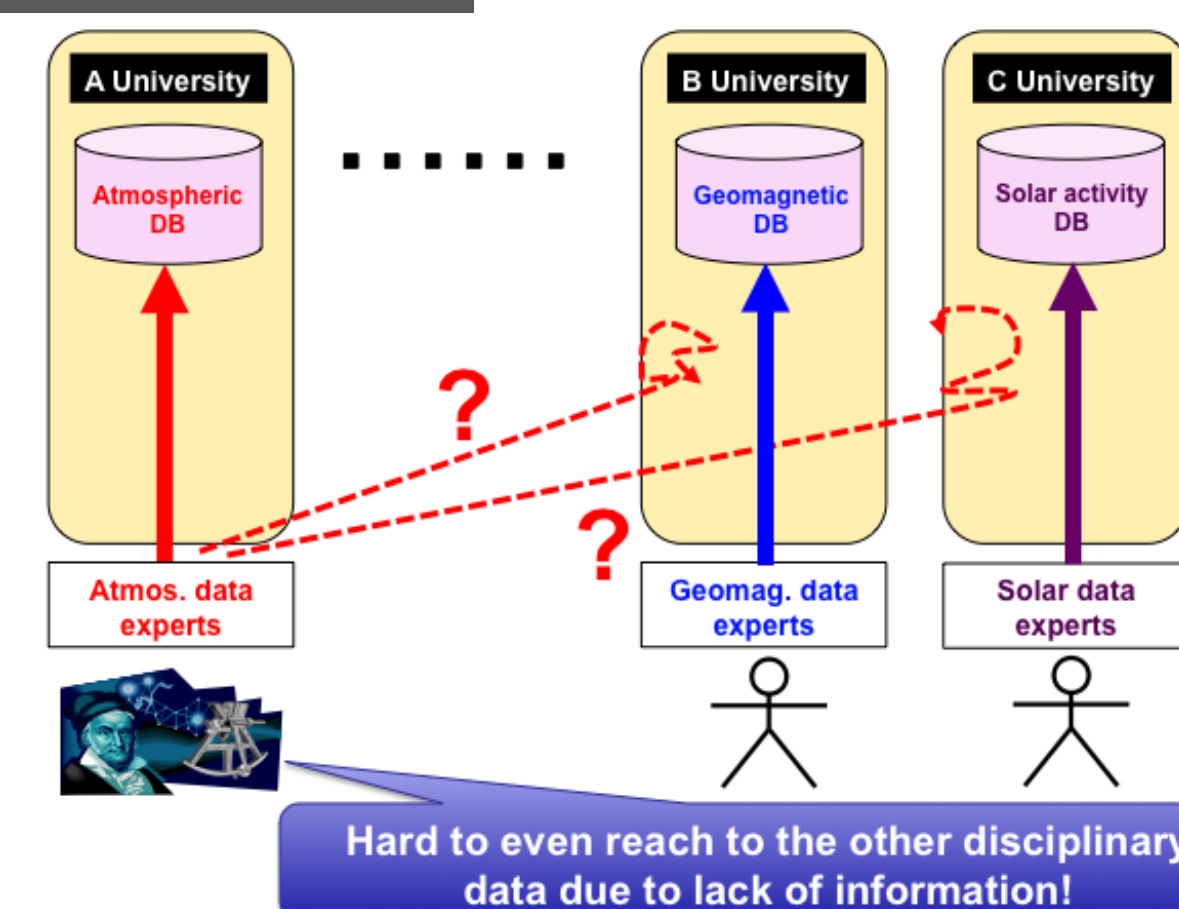 A University
B University
C University
Atmospheric
DB
Geomagnetic
DB
Solar activity
DB
?
?
Atmos. data
experts
Geomag. data
experts
Solar data
experts
Hard to even reach to the other disciplinary
data due to lack of information!